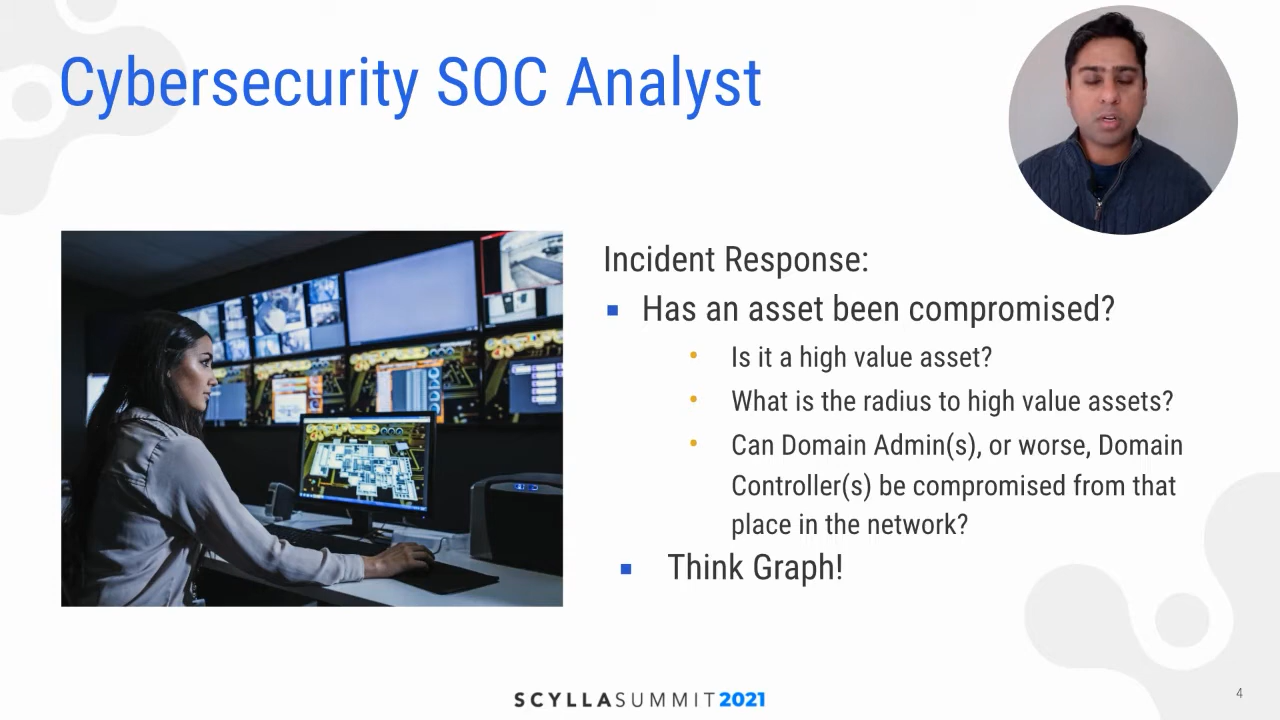 Cybersecurity SOC Analyst
Incident Response:
Has an asset been compromised?
Is it a high value asset?
What is the radius to high value assets?
Can Domain Admin(s), or worse, Domain
Controller(s) be compromised from that
place in the network?
Think Graph!
SCYLLASUMMIT2021
4